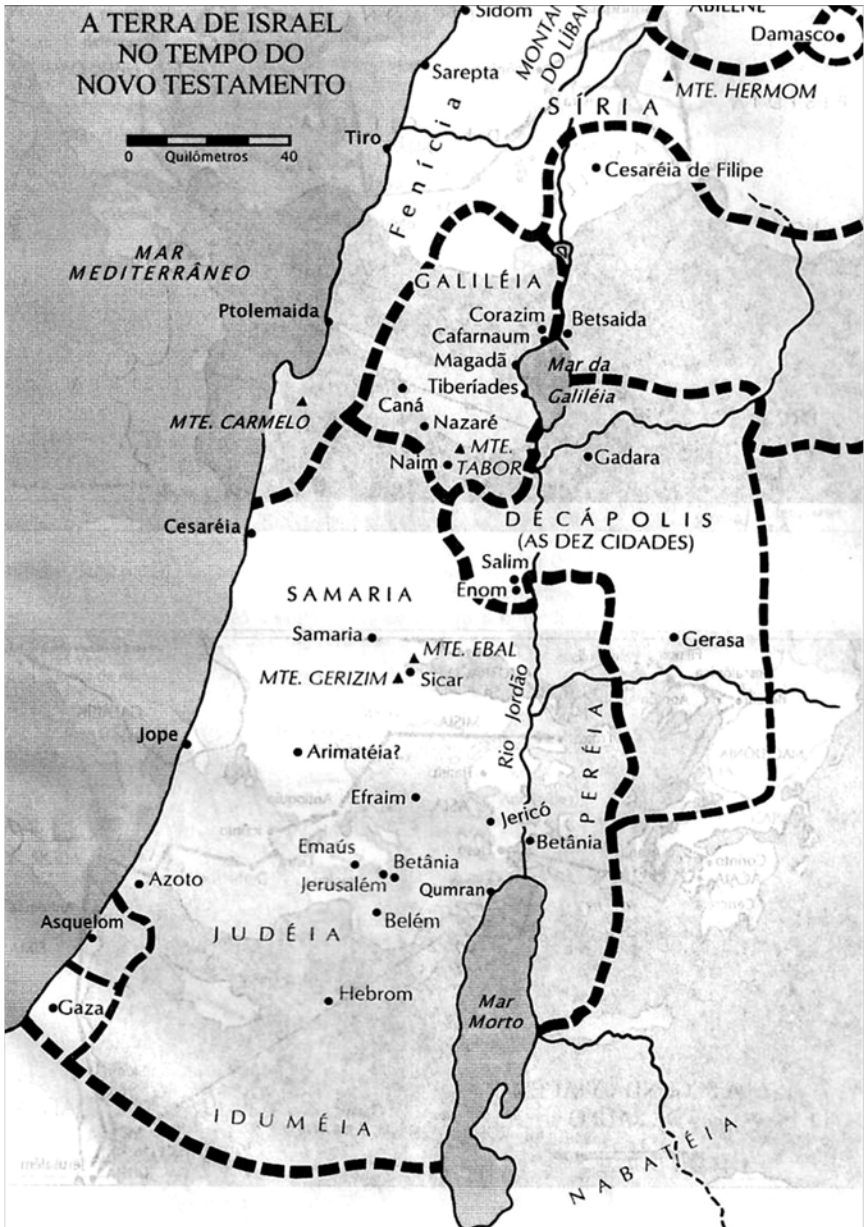 A TERRA DE ISRAEL
NO TEMPO DO
NOVO TESTAMENTO
0 Quilômetros 40
Sidom
ABILENE
Damasco
Sarepta
MTE. HERMOM
SÍRIA
Tiro
Fenícia
Cesaréia de Filipe
MAR
MEDITERRÂNEO
GALILÉIA
Ptolemaida
Corazim
Betsaida
Cafarnaum
Magadã
Mar da
Galiléia
Tiberíades
Caná
MTE. CARMELO
Nazaré
MTE.
TABOR
Naim
Gadara
Cesaréia
DECÁPOLIS
(AS DEZ CIDADES)
Salim
Enom
SAMARIA
Samaria
MTE. EBAL
Gerasa
MTE. GERIZIM
Sicar
Rio Jordão
PERÉIA
Jope
Arimatéia?
Efraim
Jericó
Betânia
Emaús
Betânia
Jerusalém
Qumran
Azoto
Belém
Asquelom
JUDÉIA
Hebrom
Gaza
Mar
Morto
IDUMÉIA
NABATÉIA